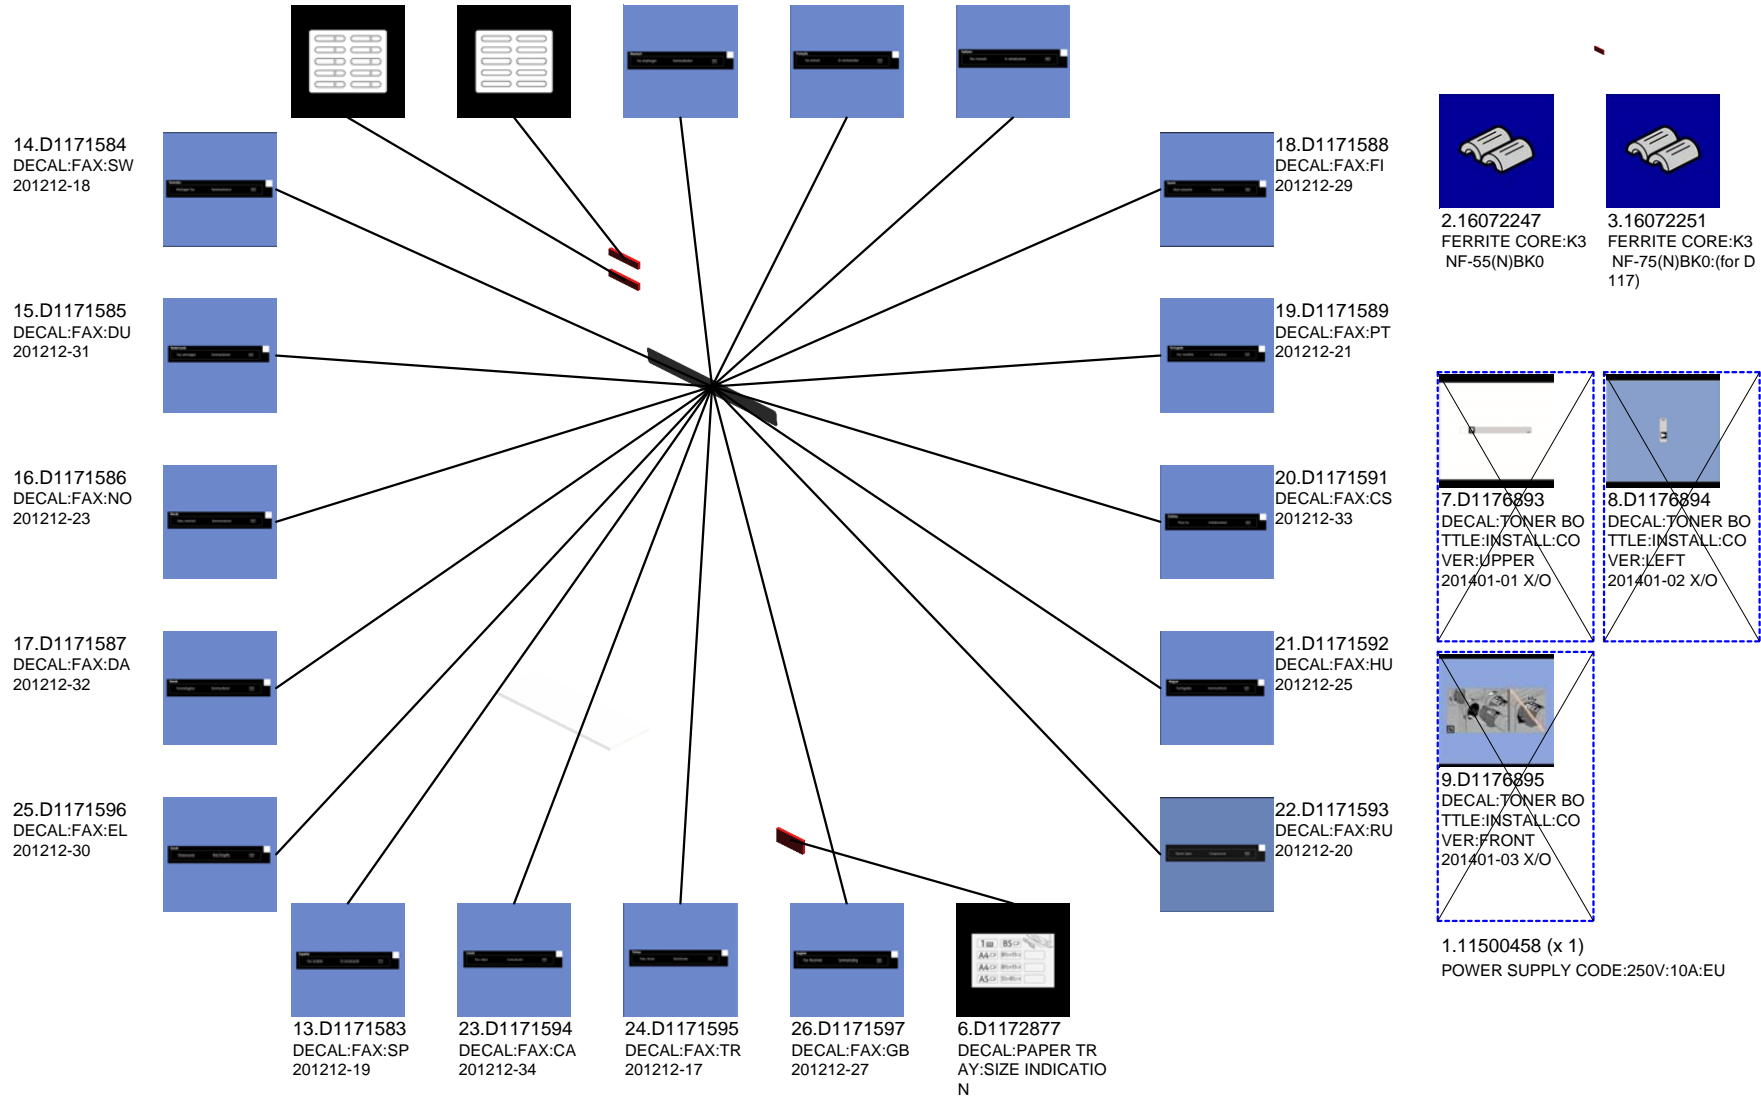 14.D1171584
DECAL:FAX:SW
201212-18
18.D1171588
DECAL:FAX:FI
201212-29
2.16072247
FERRITE CORE:K3
NF-55(N)BK0
3.16072251
FERRITE CORE:K3
NF-75(N)BK0:(for D
117)
15.D1171585
DECAL:FAX:DU
201212-31
19.D1171589
DECAL:FAX:PT
201212-21
16.D1171586
DECAL:FAX:NO
201212-23
20.D1171591
DECAL:FAX:CS
201212-33
7.D1176893
DECAL:TONER BO
TTLE:INSTALL:CO
VER:UPPER
201401-01 X/O
8.D1176894
DECAL:TONER BO
TTLE:INSTALL:CO
VER:LEFT
201401-02 X/O
17.D1171587
DECAL:FAX:DA
201212-32
21.D1171592
DECAL:FAX:HU
201212-25
25.D1171596
DECAL:FAX:EL
201212-30
22.D1171593
DECAL:FAX:RU
201212-20
9.D1176895
DECAL:TONER BO
TTLE:INSTALL:CO
VER:FRONT
201401-03 X/O
1.11500458 (x 1)
POWER SUPPLY CODE:250V:10A:EU
1 B5
A4
A4
A5
13.D1171583
DECAL:FAX:SP
201212-19
23.D1171594
DECAL:FAX:CA
201212-34
24.D1171595
DECAL:FAX:TR
201212-17
26.D1171597
DECAL:FAX:GB
201212-27
6.D1172877
DECAL:PAPER TR
AY:SIZE INDICATIO
N